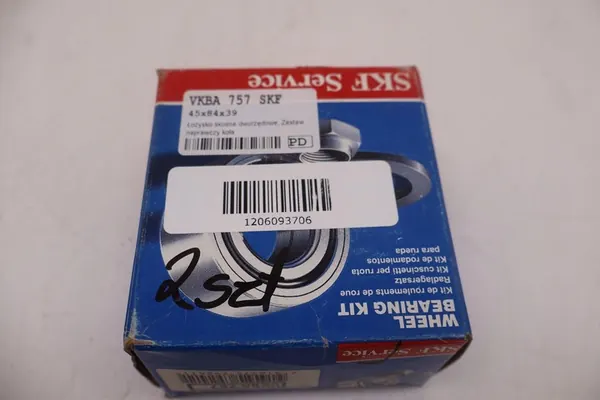 SKF Service
VKBA 757 SKF
45x84x39
Łożysko skośne dwurzędowe. Zestaw
naprawczy koła
PD
1206093706
2szt
WHEEL
BEARING KIT
Kit de roulements de roue
Radlagersatz
Kit cuscinetti per ruota
Kit de rodamientos
para rueda
SKF Service